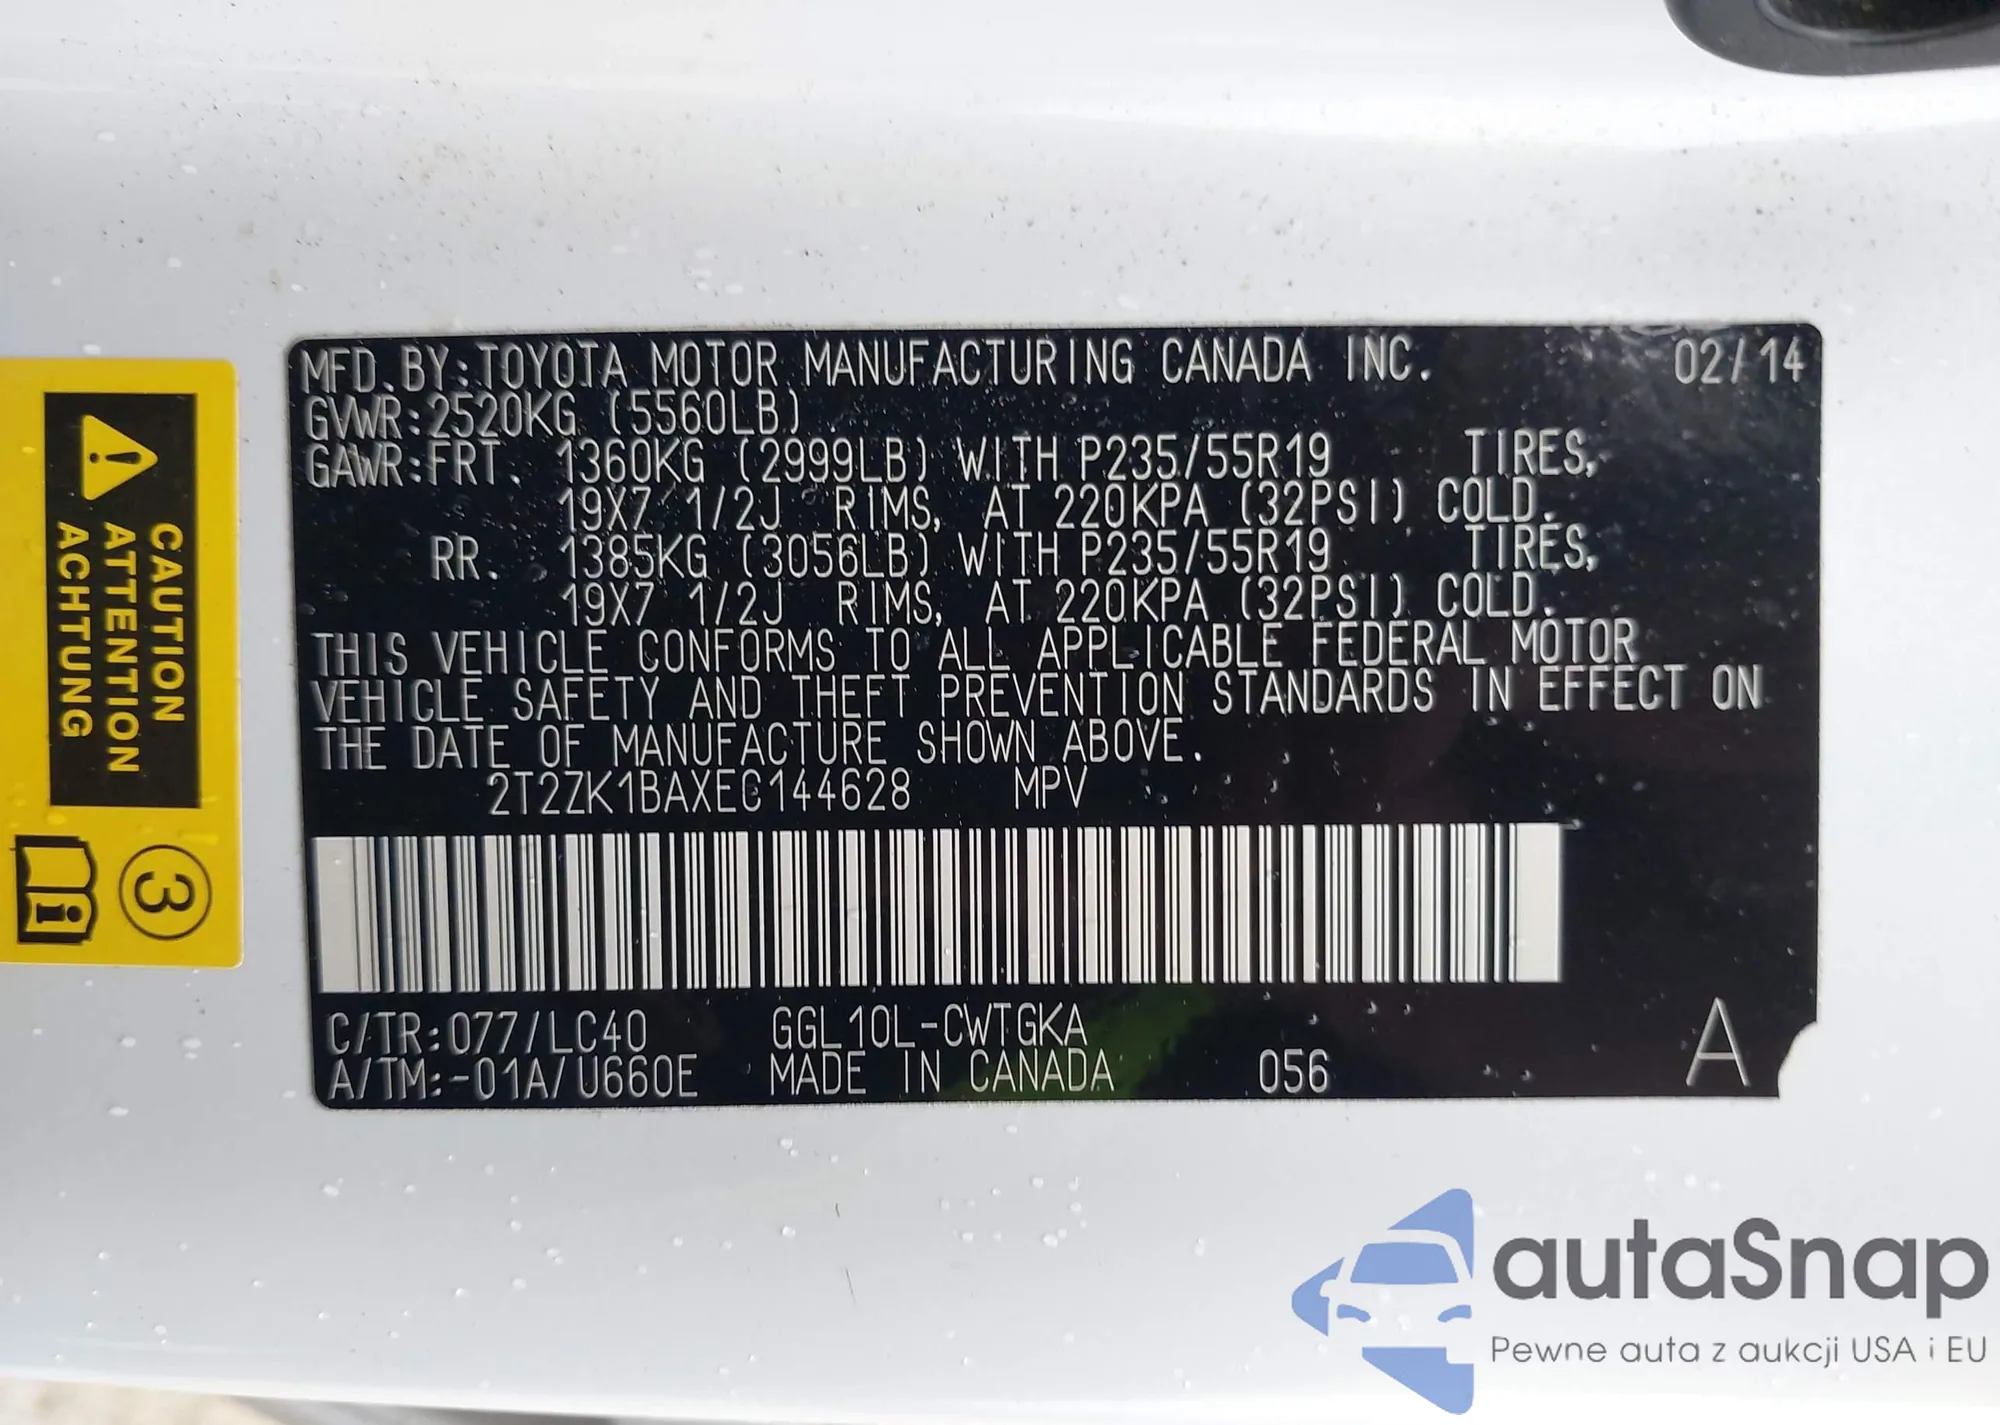 MFD.BY:TOYOTA MOTOR MANUFACTURING CANADA INC. 02/14
GVWR:2520KG (5560LB)
GAWR:FRT. 1360KG (2999LB) WITH P235/55R19 TIRES,
19X7 1/2J RIMS, AT 220KPA (32PSI) COLD.
RR. 1385KG (3056LB) WITH P235/55R19 TIRES,
19X7 1/2J RIMS, AT 220KPA (32PSI) COLD.
THIS VEHICLE CONFORMS TO ALL APPLICABLE FEDERAL MOTOR
VEHICLE SAFETY AND THEFT PREVENTION STANDARDS IN EFFECT ON
THE DATE OF MANUFACTURE SHOWN ABOVE.
2T2ZK1BAXEC144628 MPV
C/TR:077/LC40 GGL10L-CWTGKA
A/TM:-01A/U660E MADE IN CANADA 056 A
CAUTION
ATTENTION
ACHTUNG
3
i
autaSnap
Pewne auta z aukcji USA i EU